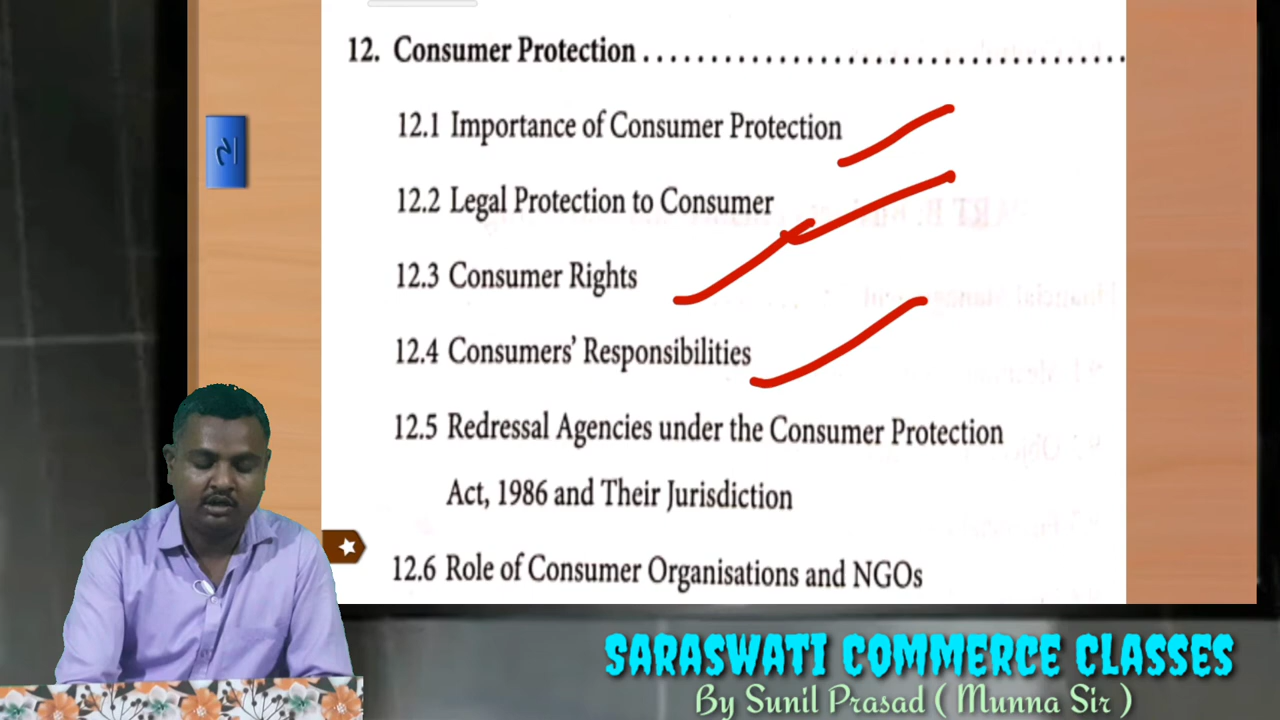 12. Consumer Protection......................................
12.1 Importance of Consumer Protection
12.2 Legal Protection to Consumer
12.3 Consumer Rights
12.4 Consumers’ Responsibilities
12.5 Redressal Agencies under the Consumer Protection
Act, 1986 and Their Jurisdiction
12.6 Role of Consumer Organisations and NGOs
SARASWATI COMMERCE CLASSES
By Sunil Prasad ( Munna Sir )